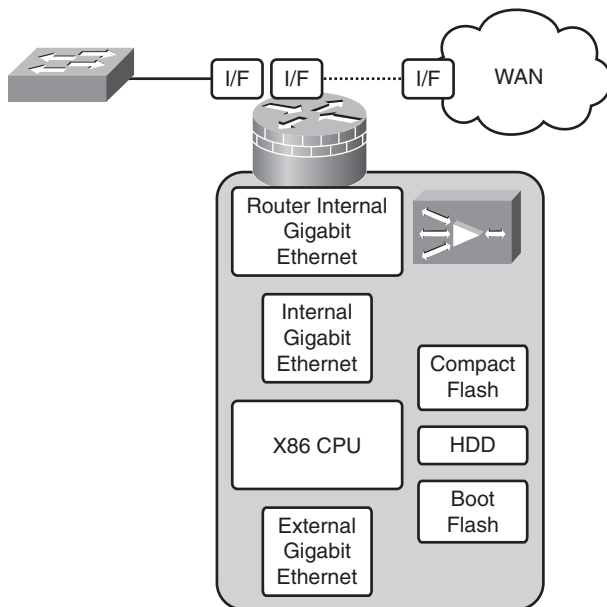 I/F
I/F
I/F
WAN
Router Internal
Gigabit
Ethernet
Internal
Gigabit
Ethernet
Compact
Flash
X86 CPU
HDD
Boot
Flash
External
Gigabit
Ethernet